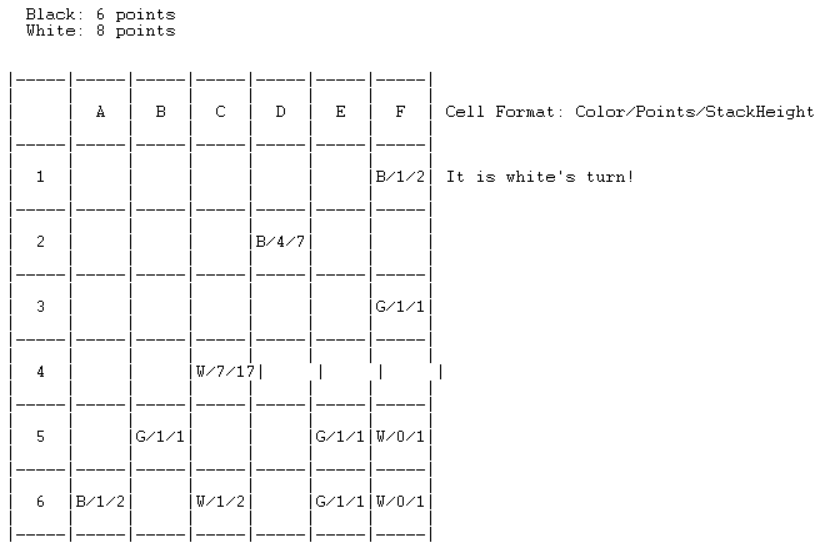 Black: 6 points
White: 8 points
|-----|-----|-----|-----|-----|-----|-----|
| | A | B | C | D | E | F | Cell Format: Color/Points/StackHeight
|-----|-----|-----|-----|-----|-----|-----|
| 1 | | | | | |B/1/2| It is white's turn!
|-----|-----|-----|-----|-----|-----|-----|
| 2 | | | |B/4/7| | |
|-----|-----|-----|-----|-----|-----|-----|
| 3 | | | | | |G/1/1|
|-----|-----|-----|-----|-----|-----|-----|
| 4 | | |W/7/17| | | |
|-----|-----|-----|-----|-----|-----|-----|
| 5 | |G/1/1| | |G/1/1|W/0/1|
|-----|-----|-----|-----|-----|-----|-----|
| 6 |B/1/2| |W/1/2| |G/1/1|W/0/1|
|-----|-----|-----|-----|-----|-----|-----|